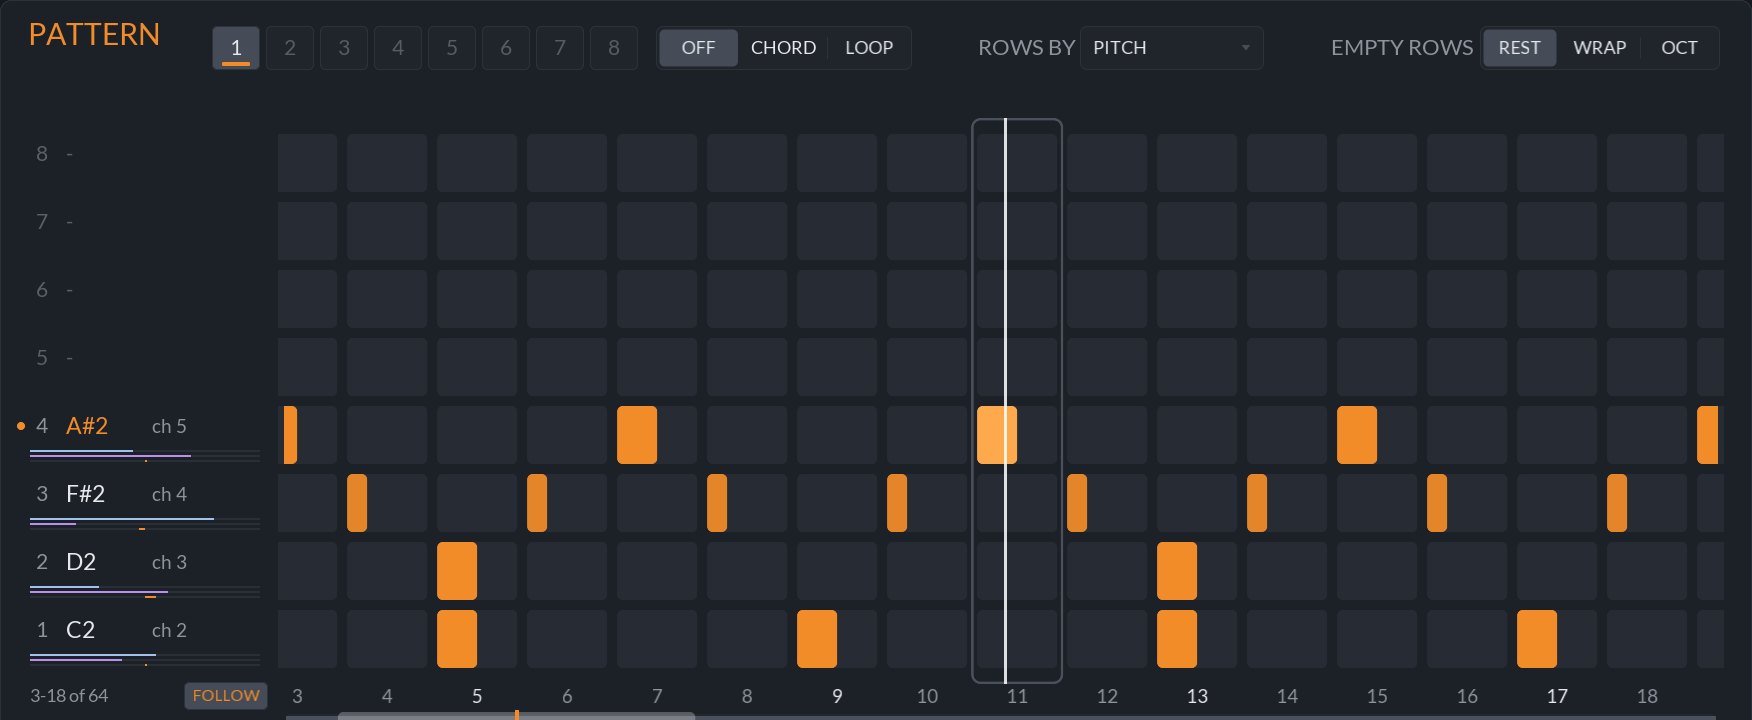 PATTERN 1 2 3 4 5 6 7 8 OFF CHORD LOOP ROWS BY PITCH EMPTY ROWS REST WRAP OCT
8 -
7 -
6 -
5 -
4 A#2 ch 5
3 F#2 ch 4
2 D2 ch 3
1 C2 ch 2
3-18 of 64 FOLLOW 3 4 5 6 7 8 9 10 11 12 13 14 15 16 17 18